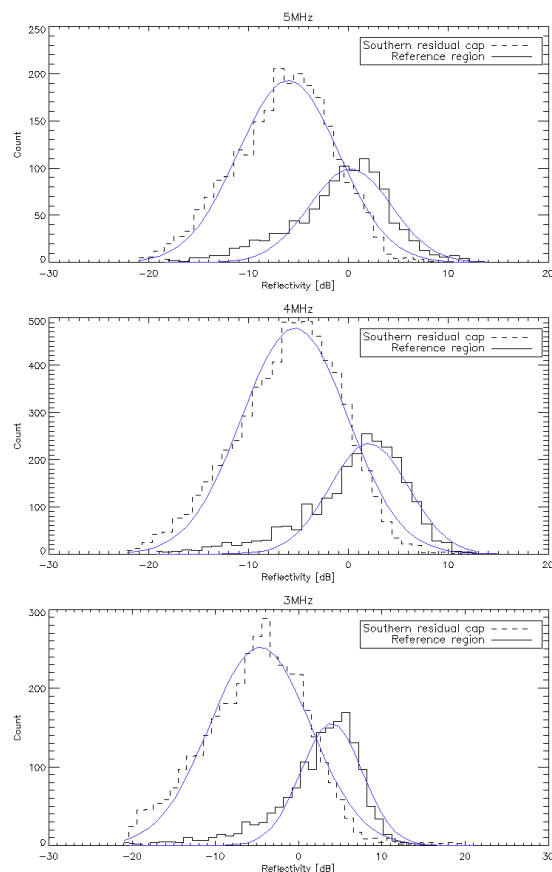 5MHz
250
200
150
100
50
0
Count
Southern residual cap
Reference region
-30 -20 -10 0 10 20
Reflectivity [dB]
4MHz
500
400
300
200
100
0
Count
Southern residual cap
Reference region
-30 -20 -10 0 10 20
Reflectivity [dB]
3MHz
300
200
100
0
Count
Southern residual cap
Reference region
-30 -20 -10 0 10 20 30
Reflectivity [dB]